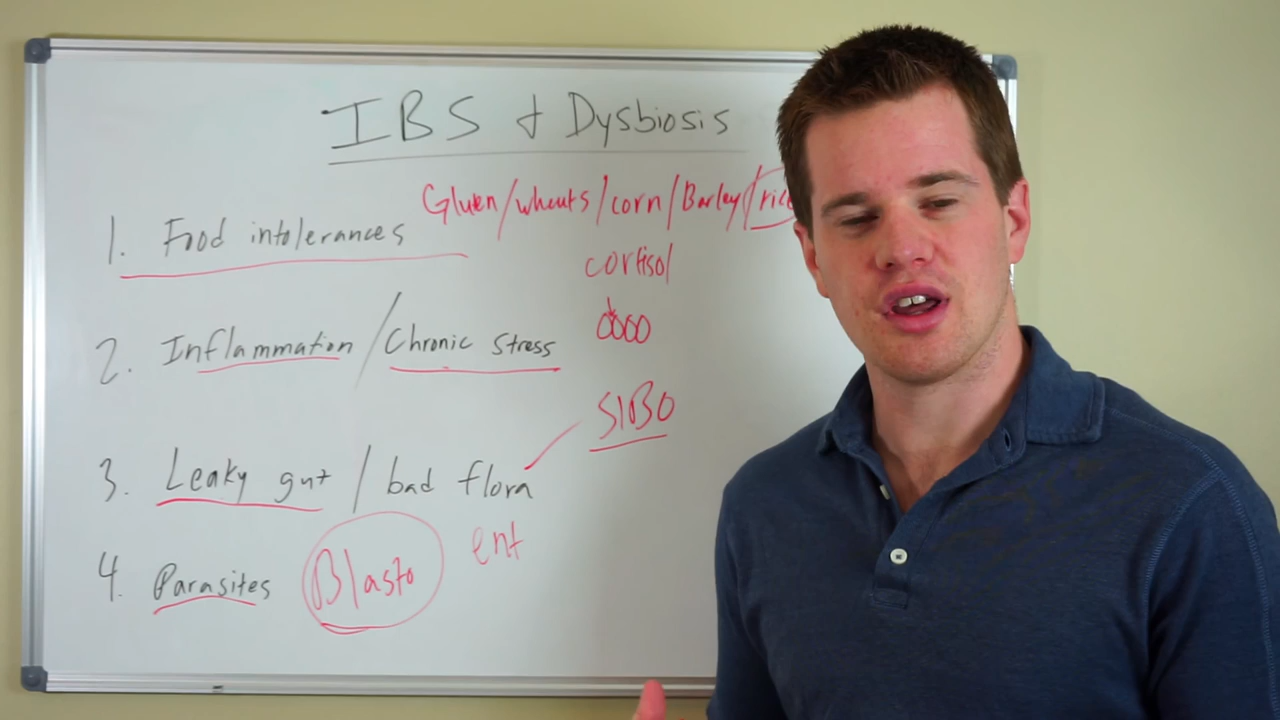 IBS & Dysbiosis
Gluten/wheats/corn/Barley/rice
1. Food intolerances
cortisol
2. Inflammation / Chronic stress
SIBO
3. Leaky gut / bad flora
ent
4. Parasites Blasto